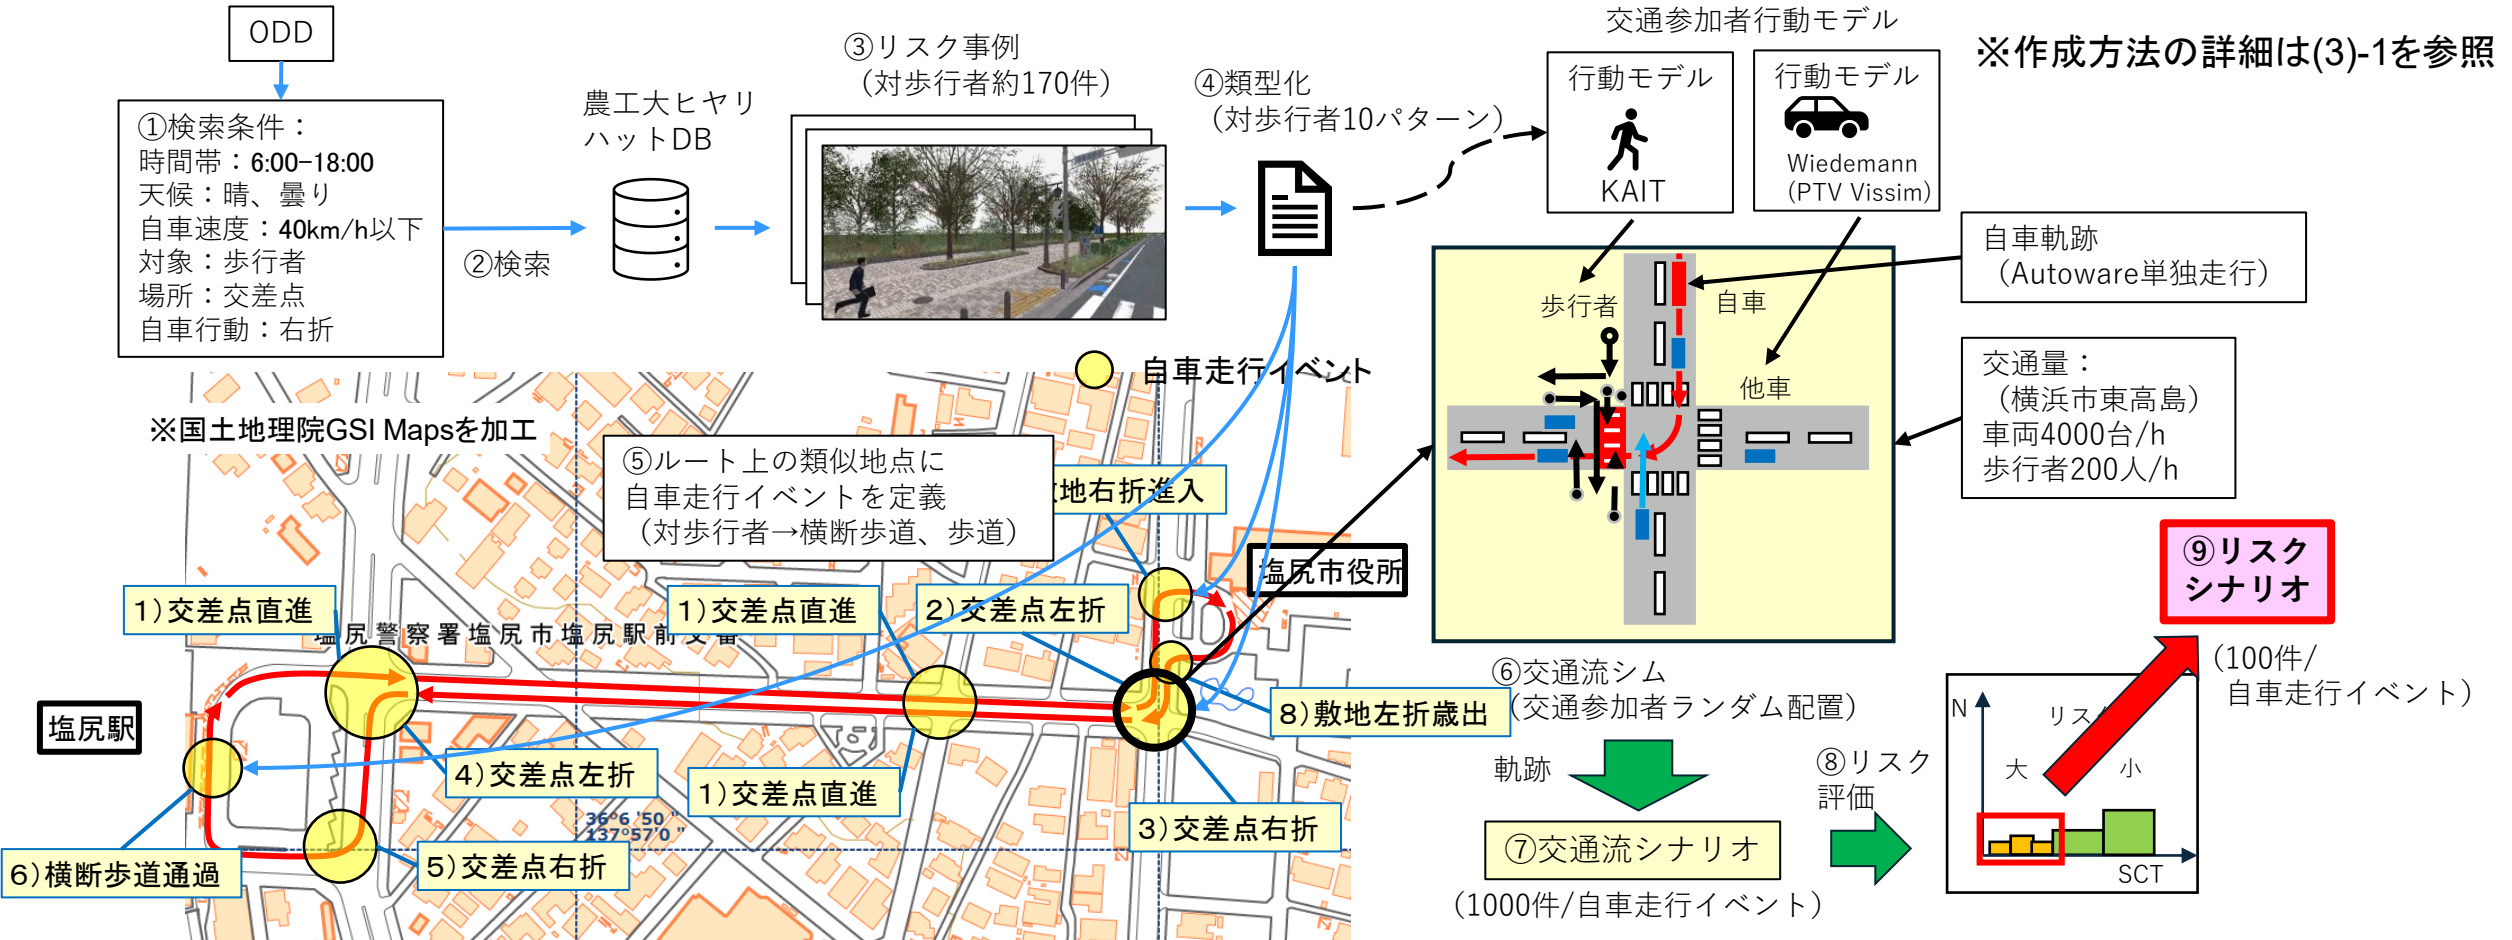 ODD
①検索条件：
時間帯：6:00−18:00
天候：晴、曇り
自車速度：40km/h以下
対象：歩行者
場所：交差点
自車行動：右折
②検索
農工大ヒヤリ
ハットDB
③リスク事例
（対歩行者約170件）
④類型化
（対歩行者10パターン）
交通参加者行動モデル
行動モデル
KAIT
行動モデル
Wiedemann
(PTV Vissim)
※作成方法の詳細は(3)-1を参照
自車軌跡
（Autoware単独走行）
歩行者
自車
他車
交通量：
（横浜市東高島）
車両4000台/h
歩行者200人/h
自車走行イベント
※国土地理院GSI Mapsを加工
⑤ルート上の類似地点に
自車走行イベントを定義
（対歩行者→横断歩道、歩道）
地右折進入
塩尻市役所
1）交差点直進
1）交差点直進
2）交差点左折
塩尻警察署塩尻市塩尻駅前交番
塩尻駅
8）敷地左折歳出
4）交差点左折
1）交差点直進
3）交差点右折
36°6 '50 "
137°57'0 "
6）横断歩道通過
5）交差点右折
⑥交通流シム
（交通参加者ランダム配置）
軌跡
⑦交通流シナリオ
（1000件/自車走行イベント）
⑧リスク
評価
⑨リスク
シナリオ
（100件/
自車走行イベント）
N
リス
大
小
SCT